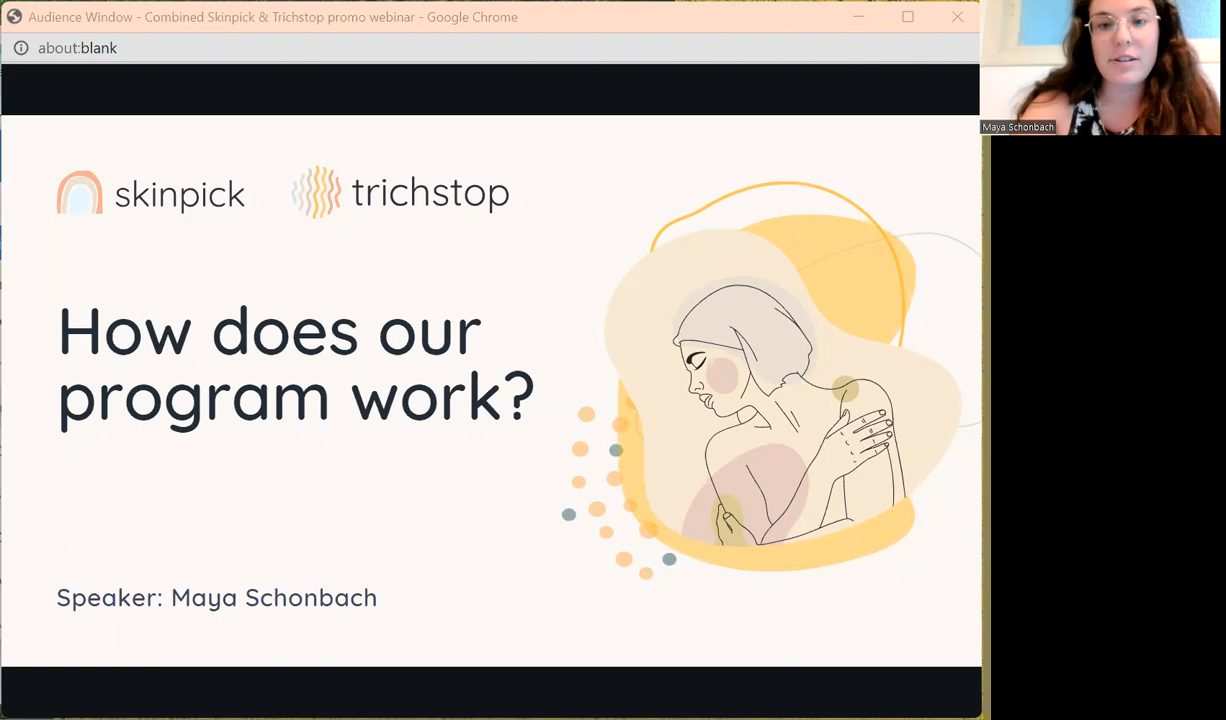 Audience Window - Combined Skinpick & Trichstop promo webinar - Google Chrome
about:blank
Maya Schonbach
skinpick
trichstop
How does our
program work?
Speaker: Maya Schonbach